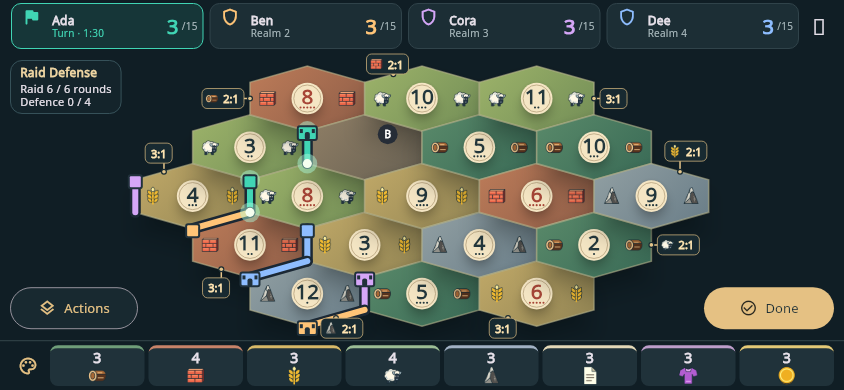 Ada
Turn · 1:30
3 /15
Ben
Realm 2
3 /15
Cora
Realm 3
3 /15
Dee
Realm 4
3 /15
Raid Defense
Raid 6 / 6 rounds
Defence 0 / 4
2:1
2:1
8
10
11
3:1
3
B
5
10
3:1
2:1
4
8
9
6
9
11
3
4
2
2:1
3:1
12
5
6
2:1
3:1
Actions
Done
3
4
3
4
3
3
3
3